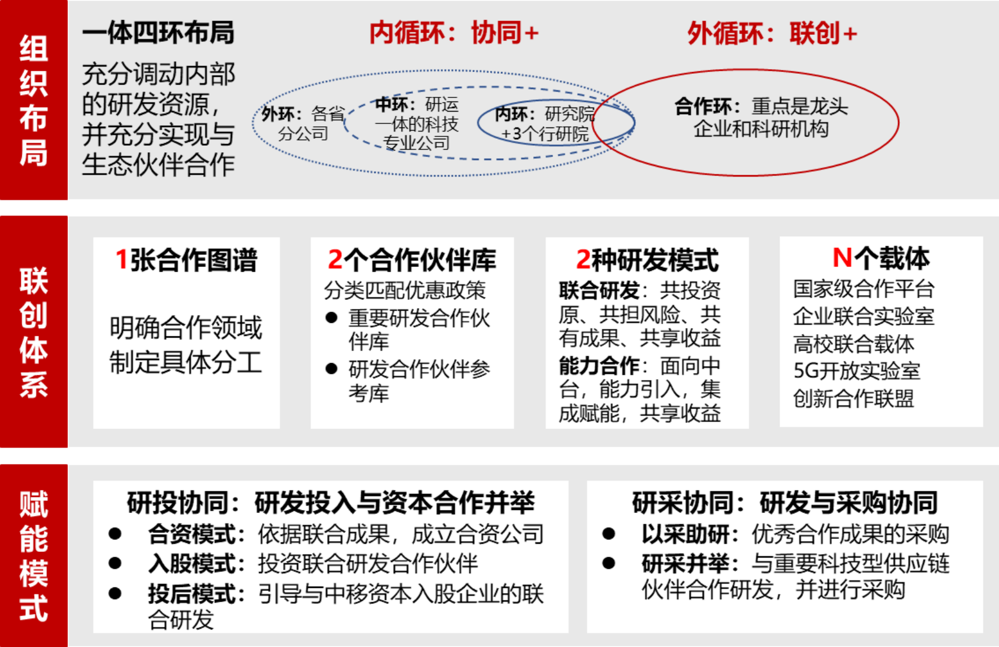 组织布局
一体四环布局
充分调动内部
的研发资源，
并充分实现与
生态伙伴合作
内循环：协同+
外循环：联创+
外环：各省
分公司
中环：研运
一体的科技
专业公司
内环：研究院
+3个行研院
合作环：重点是龙头
企业和科研机构
联创体系
1张合作图谱
明确合作领域
制定具体分工
2个合作伙伴库
分类匹配优惠政策
● 重要研发合作伙
伴库
● 研发合作伙伴参
考库
2种研发模式
联合研发：共投资
原、共担风险、共
有成果、共享收益
能力合作：面向中
台，能力引入，集
成赋能，共享收益
N个载体
国家级合作平台
企业联合实验室
高校联合载体
5G开放实验室
创新合作联盟
赋能模式
研投协同：研发投入与资本合作并举
● 合资模式：依据联合成果，成立合资公司
● 入股模式：投资联合研发合作伙伴
● 投后模式：引导与中移资本入股企业的联
合研发
研采协同：研发与采购协同
● 以采助研：优秀合作成果的采购
● 研采并举：与重要科技型供应链
伙伴合作研发，并进行采购